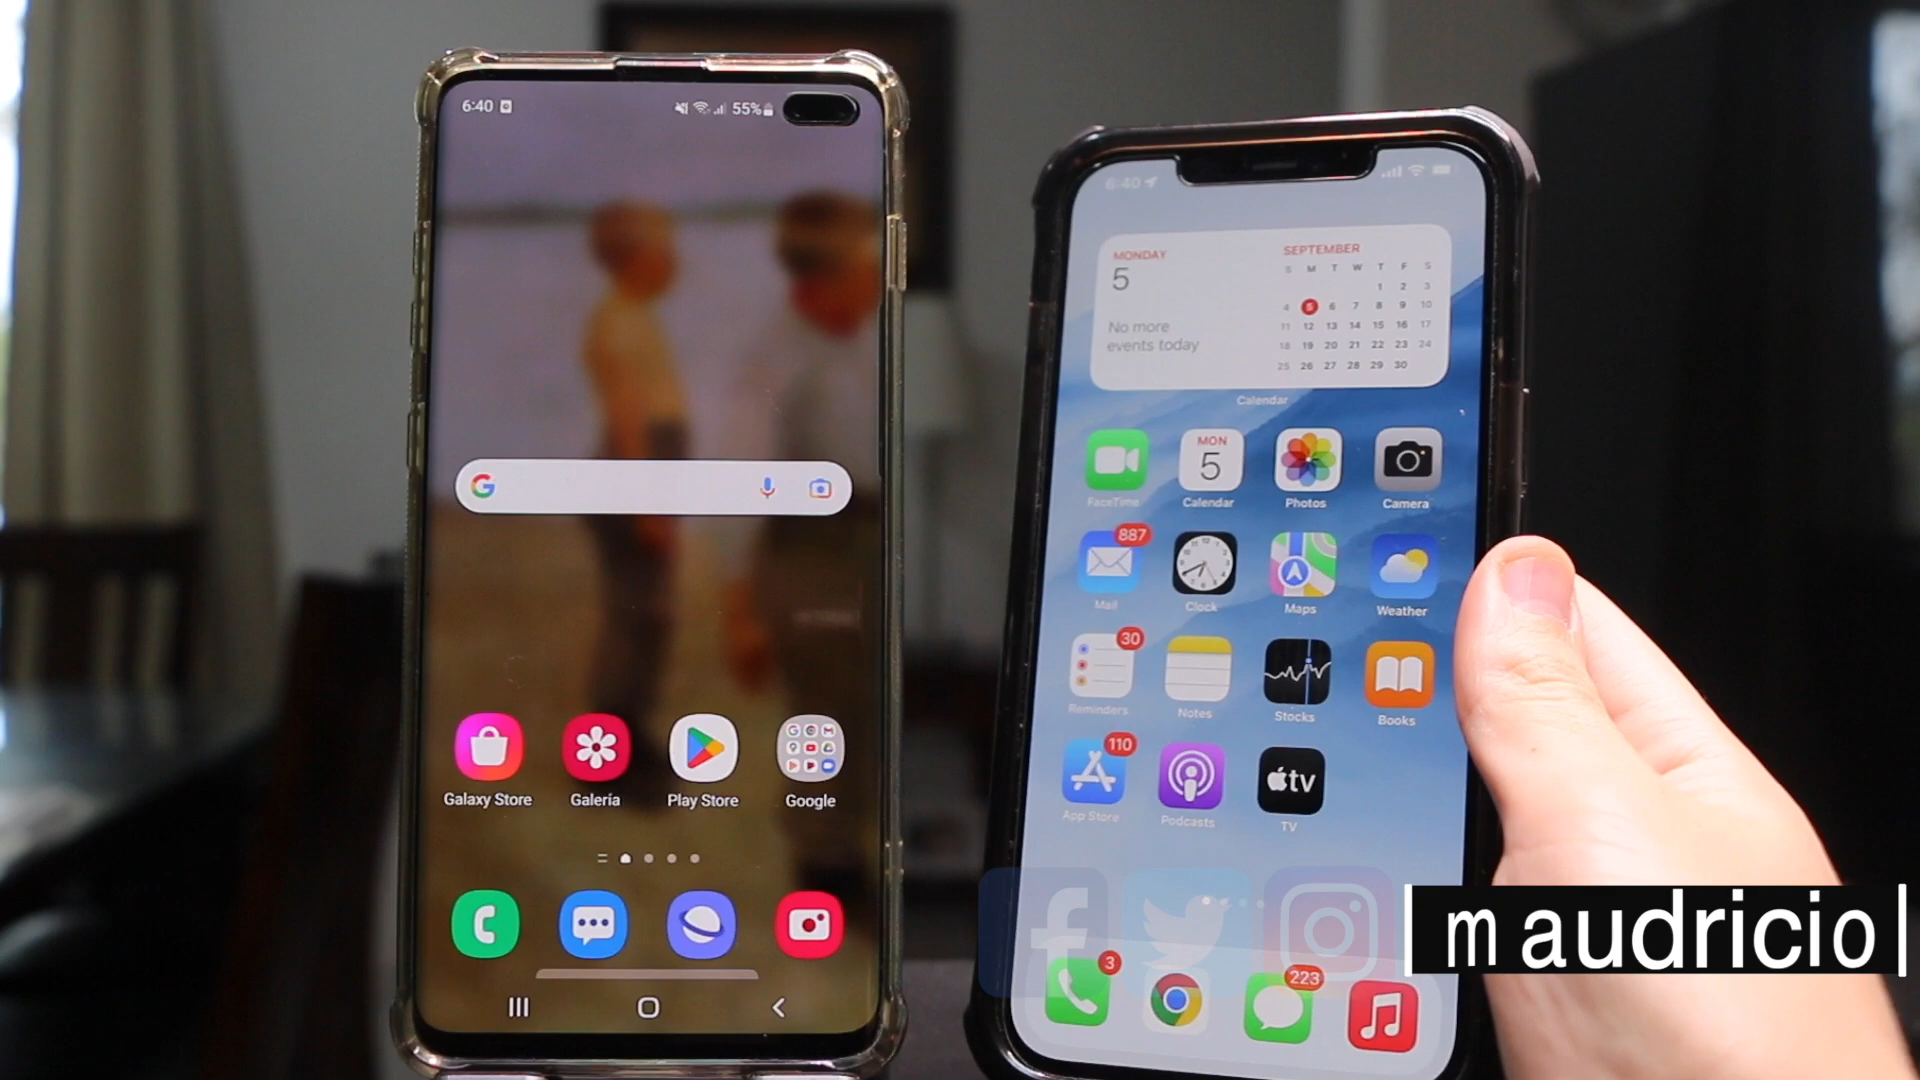 6:40
55%
Galaxy Store
Galería
Play Store
Google
6:40
MONDAY
5
No more
events today
SEPTEMBER
S M T W T F S
1 2 3
4 5 6 7 8 9 10
11 12 13 14 15 16 17
18 19 20 21 22 23 24
25 26 27 28 29 30
Calendar
MON
5
FaceTime
Calendar
Photos
Camera
887
Mail
Clock
Maps
Weather
30
Reminders
Notes
Stocks
Books
110
tv
App Store
Podcasts
TV
3
223
maudricio